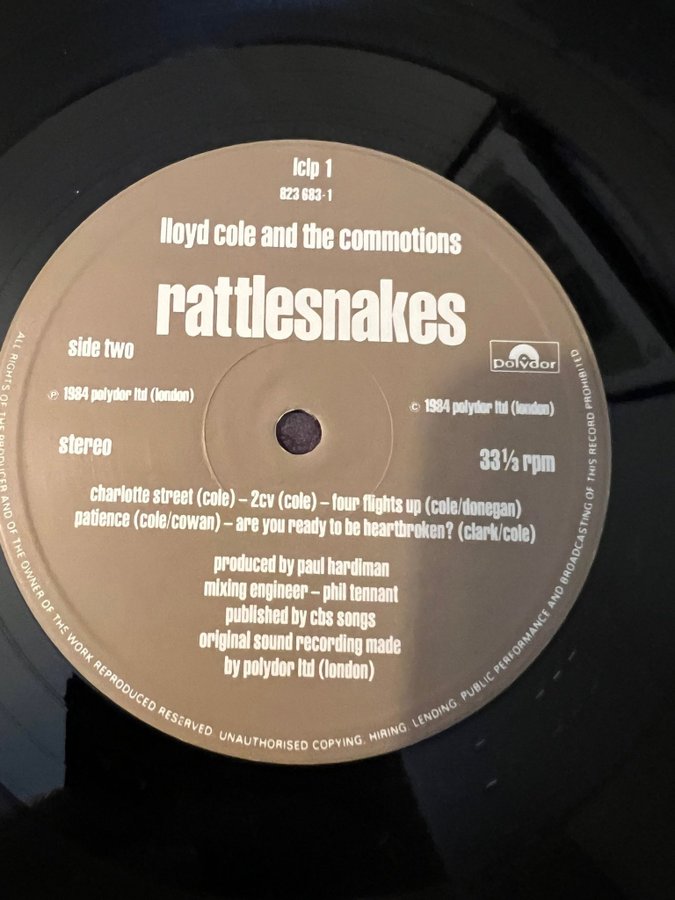 lclp 1
823 683-1
lloyd cole and the commotions
rattlesnakes
side two
polydor
℗ 1984 polydor ltd (london)
© 1984 polydor ltd (london)
stereo
33⅓ rpm
charlotte street (cole) – 2cv (cole) – four flights up (cole/donegan)
patience (cole/cowan) – are you ready to be heartbroken? (clark/cole)
produced by paul hardiman
mixing engineer – phil tennant
published by cbs songs
original sound recording made
by polydor ltd (london)
ALL RIGHTS OF THE PRODUCER AND OF THE OWNER OF THE WORK REPRODUCED RESERVED. UNAUTHORISED COPYING, HIRING, LENDING, PUBLIC PERFORMANCE AND BROADCASTING OF THIS RECORD PROHIBITED